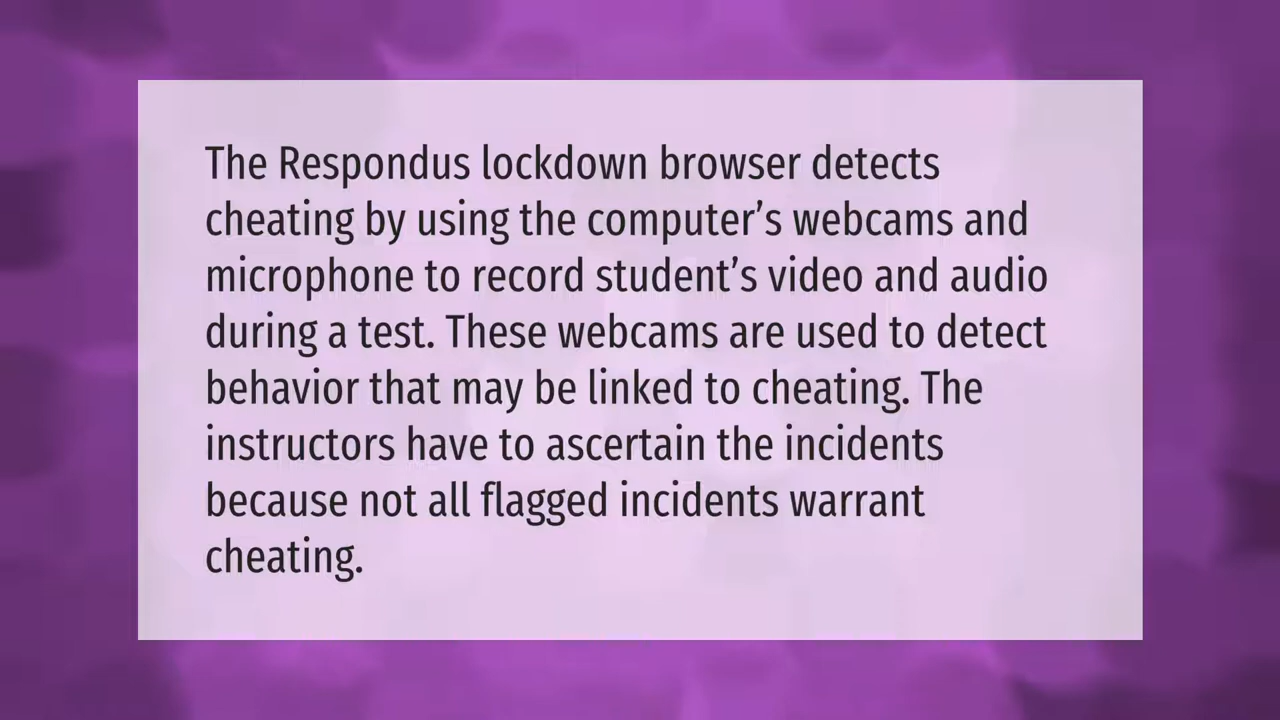 The Respondus lockdown browser detects
cheating by using the computer’s webcams and
microphone to record student’s video and audio
during a test. These webcams are used to detect
behavior that may be linked to cheating. The
instructors have to ascertain the incidents
because not all flagged incidents warrant
cheating.